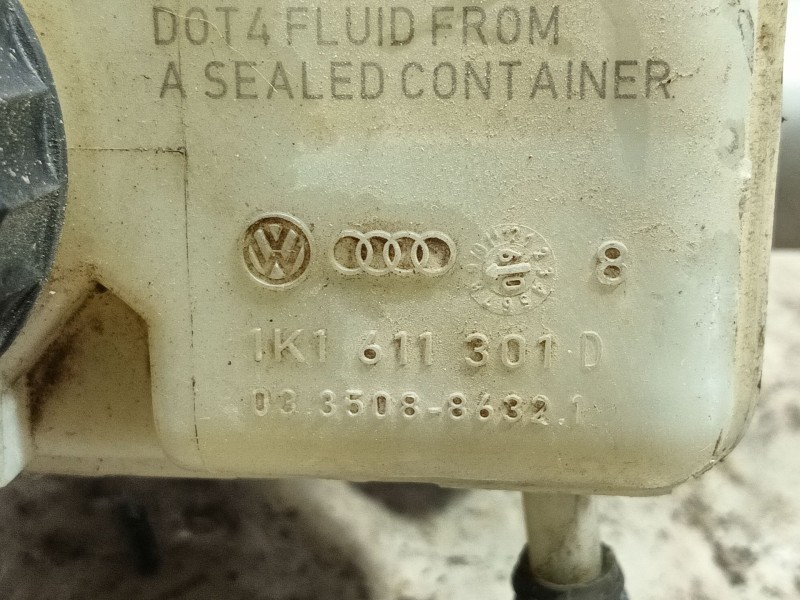 DOT4 FLUID FROM
A SEALED CONTAINER
8
1K1 611 301 D
03.3508-8632.1